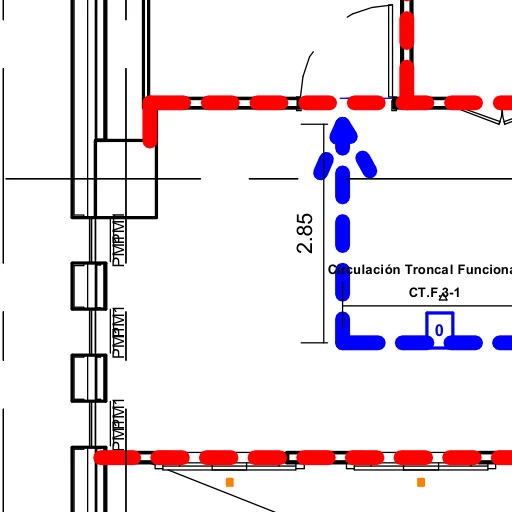 PMPM1
2.85
Circulación Troncal Funciona
CT.F.3-1
PMPM1
0
PMPM1